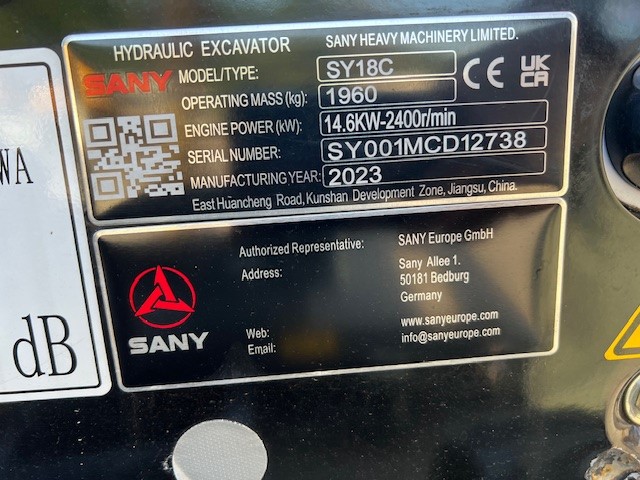 HYDRAULIC EXCAVATOR
SANY HEAVY MACHINERY LIMITED.
SANY
MODEL/TYPE: SY18C
CE UK CA
OPERATING MASS (kg): 1960
ENGINE POWER (kW): 14.6KW-2400r/min
SERIAL NUMBER: SY001MCD12738
MANUFACTURING YEAR: 2023
East Huancheng Road, Kunshan Development Zone, Jiangsu, China.
WA
dB
Authorized Representative: SANY Europe GmbH
Address: Sany Allee 1.
50181 Bedburg
Germany
Web: www.sanyeurope.com
Email: info@sanyeurope.com
SANY